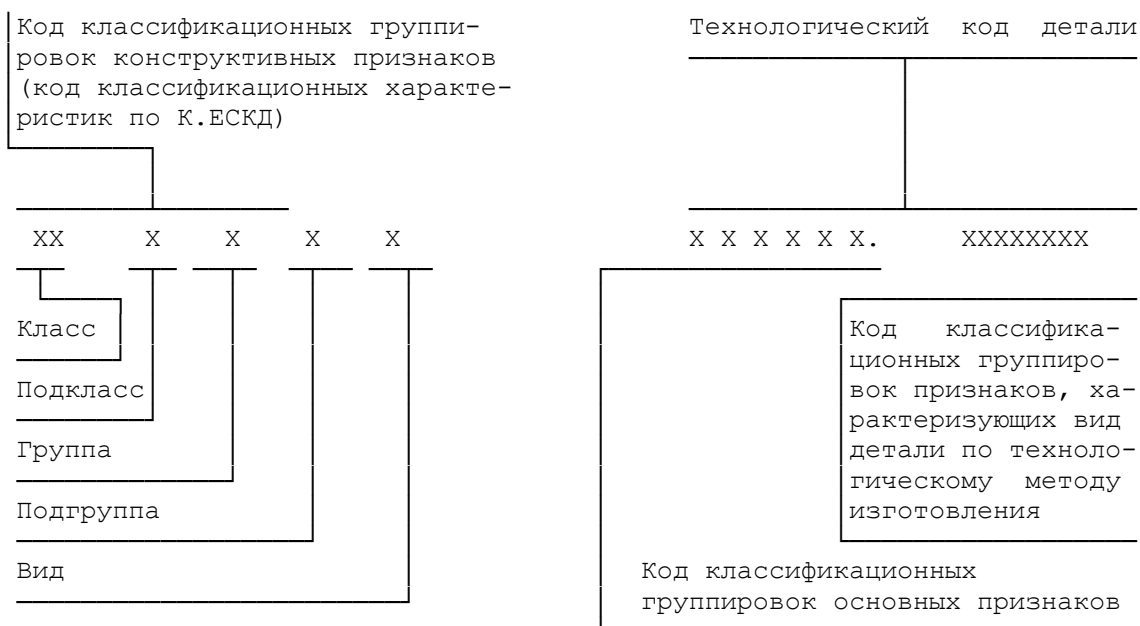 Код классификационных группи-
ровок конструктивных признаков
(код классификационных характе-
ристик по К.ЕСКД)
XX X X X X
Класс
Подкласс
Группа
Подгруппа
Вид
Технологический код детали
X X X X X X. XXXXXXXX
Код классифика-
ционных группиро-
вок признаков, ха-
рактеризующих вид
детали по техноло-
гическому методу
изготовления
Код классификационных
группировок основных признаков